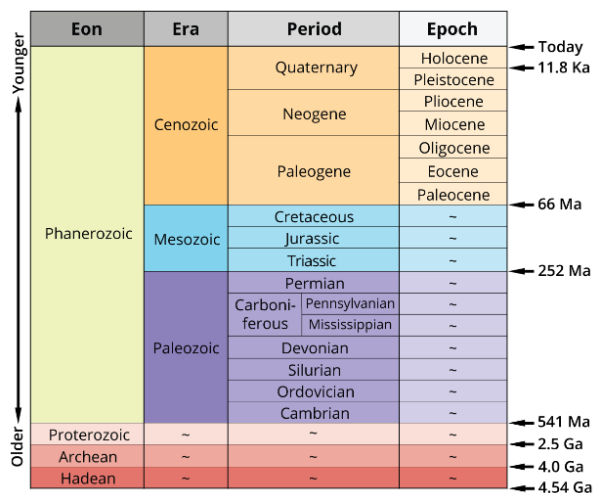 Eon Era Period Epoch
Younger
Today
Quaternary Holocene
11.8 Ka
Pleistocene
Cenozoic Neogene Pliocene
Miocene
Paleogene Oligocene
Eocene
Paleocene
66 Ma
Phanerozoic Mesozoic Cretaceous ~
Jurassic ~
Triassic ~
252 Ma
Paleozoic Permian ~
Carboni-
ferous
Pennsylvanian ~
Mississippian ~
Devonian ~
Silurian ~
Ordovician ~
Cambrian ~
541 Ma
Older
Proterozoic ~ ~ ~
2.5 Ga
Archean ~ ~ ~
4.0 Ga
Hadean ~ ~ ~
4.54 Ga